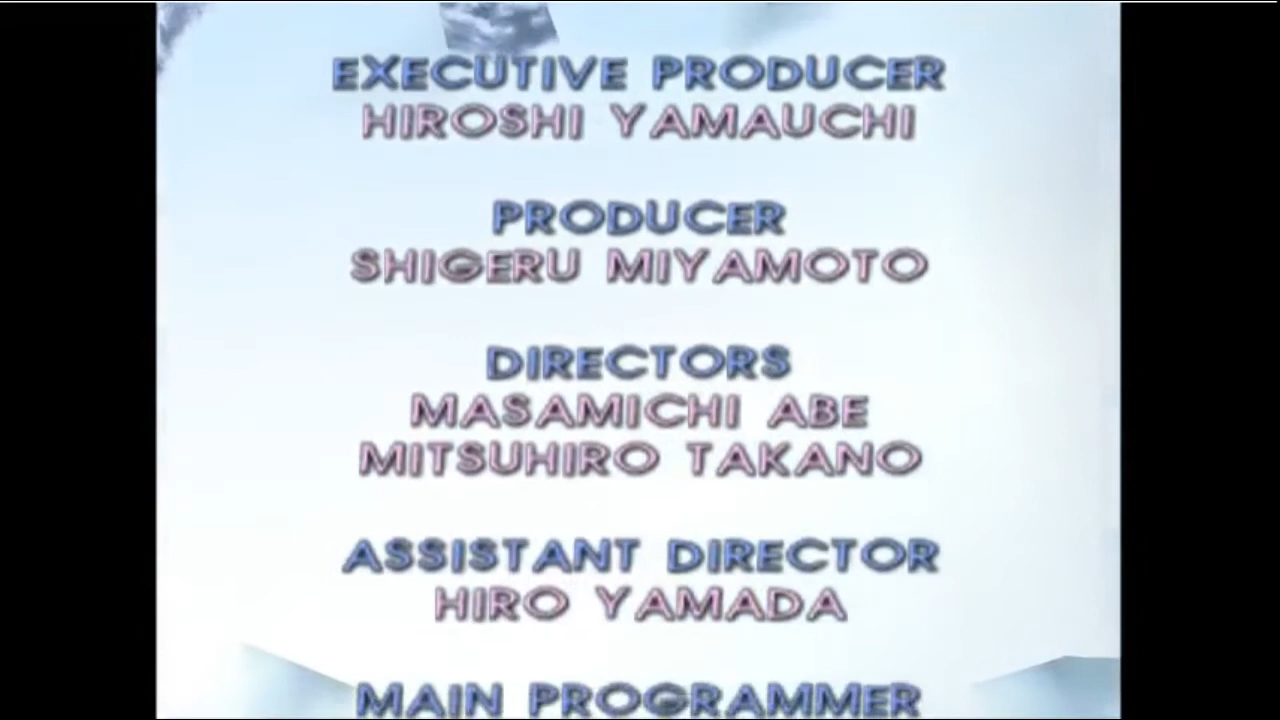 EXECUTIVE PRODUCER
HIROSHI YAMAUCHI
PRODUCER
SHIGERU MIYAMOTO
DIRECTORS
MASAMICHI ABE
MITSUHIRO TAKANO
ASSISTANT DIRECTOR
HIRO YAMADA
MAIN PROGRAMMER